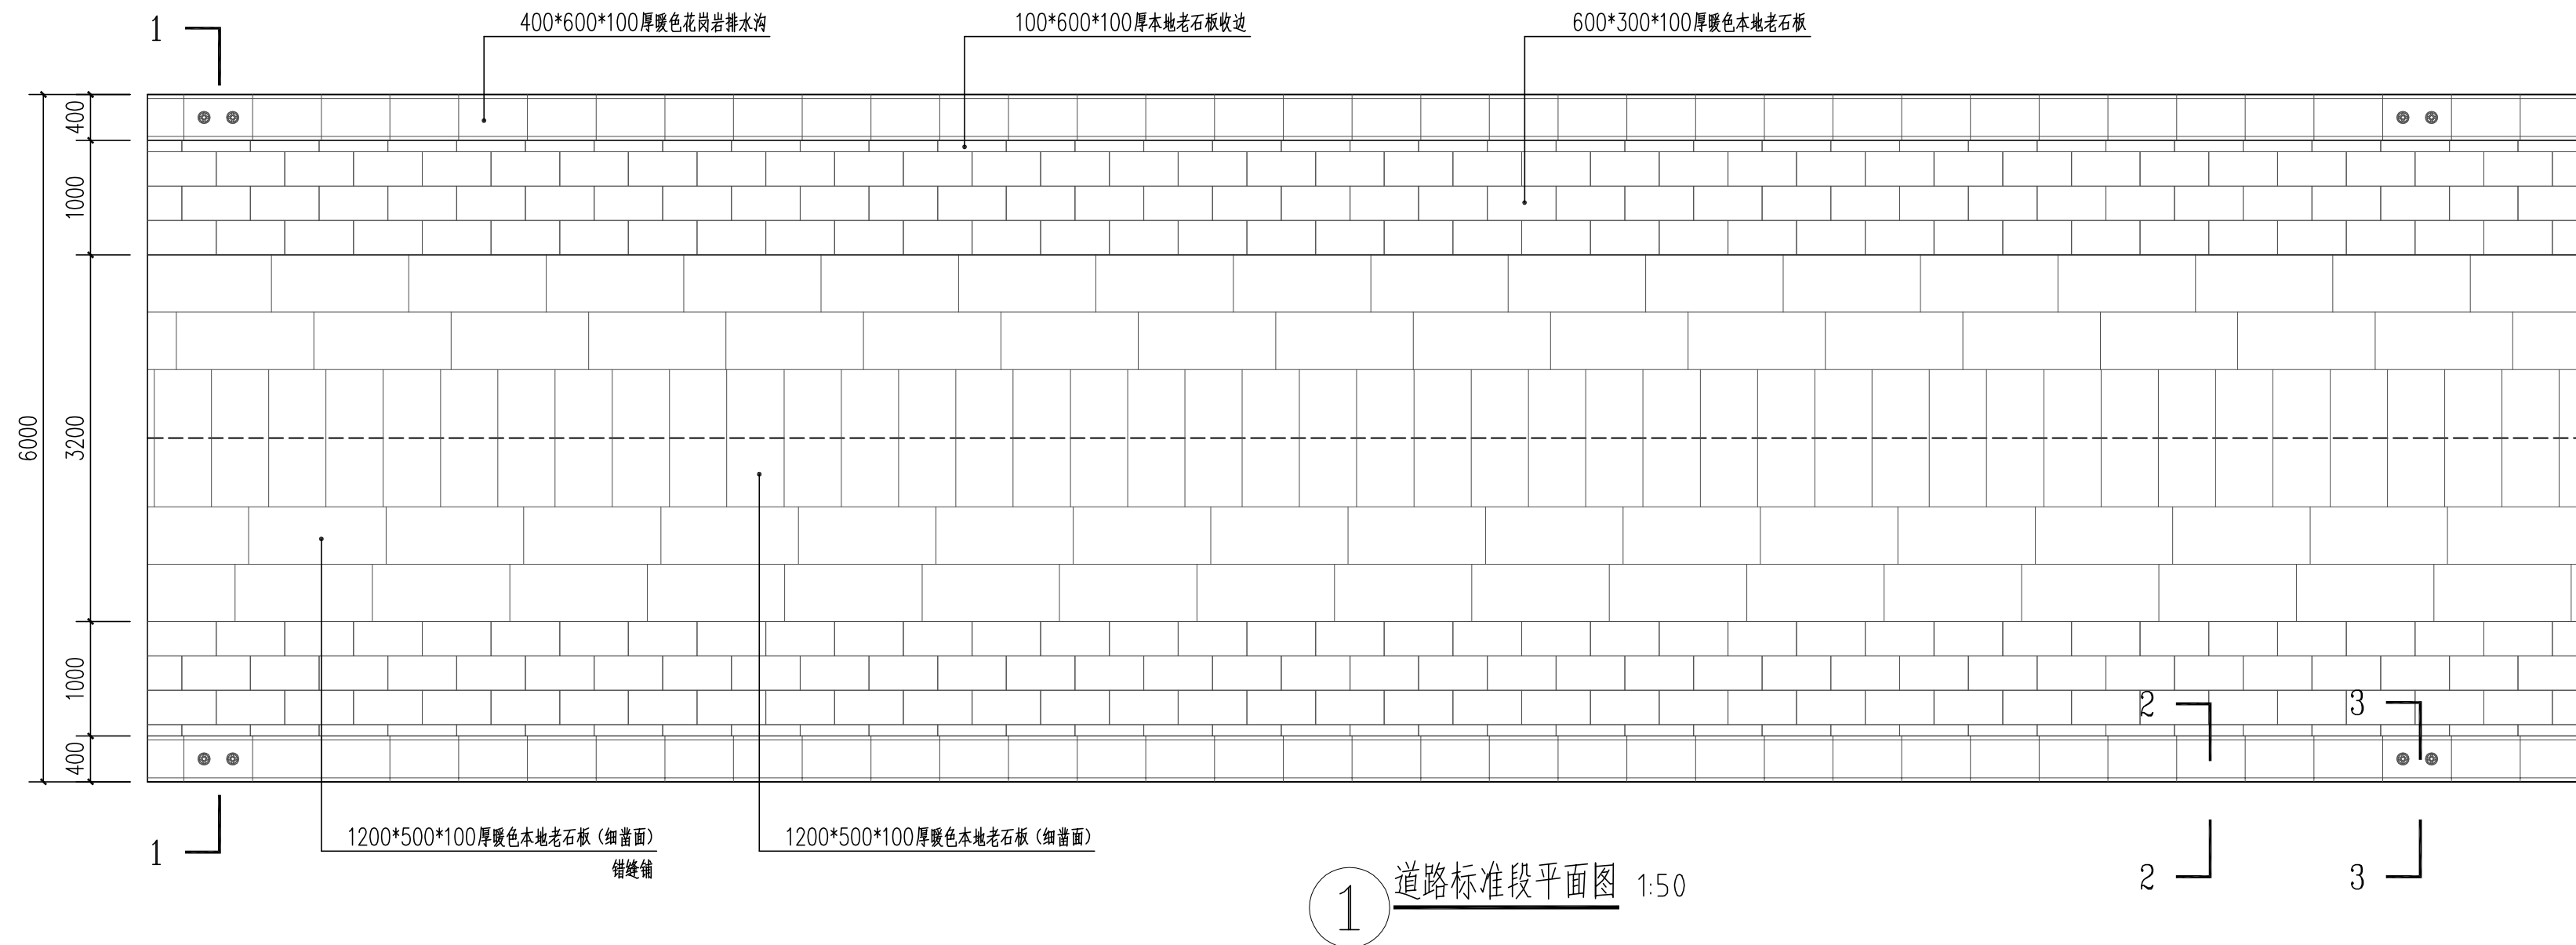 1
400*600*100厚暖色花岗岩排水沟
100*600*100厚本地老石板收边
600*300*100厚暖色本地老石板
400
1000
3200
6000
1000
400
2
3
1200*500*100厚暖色本地老石板（细凿面）
错缝铺
1200*500*100厚暖色本地老石板（细凿面）
1
1
道路标准段平面图 1:50
2
3